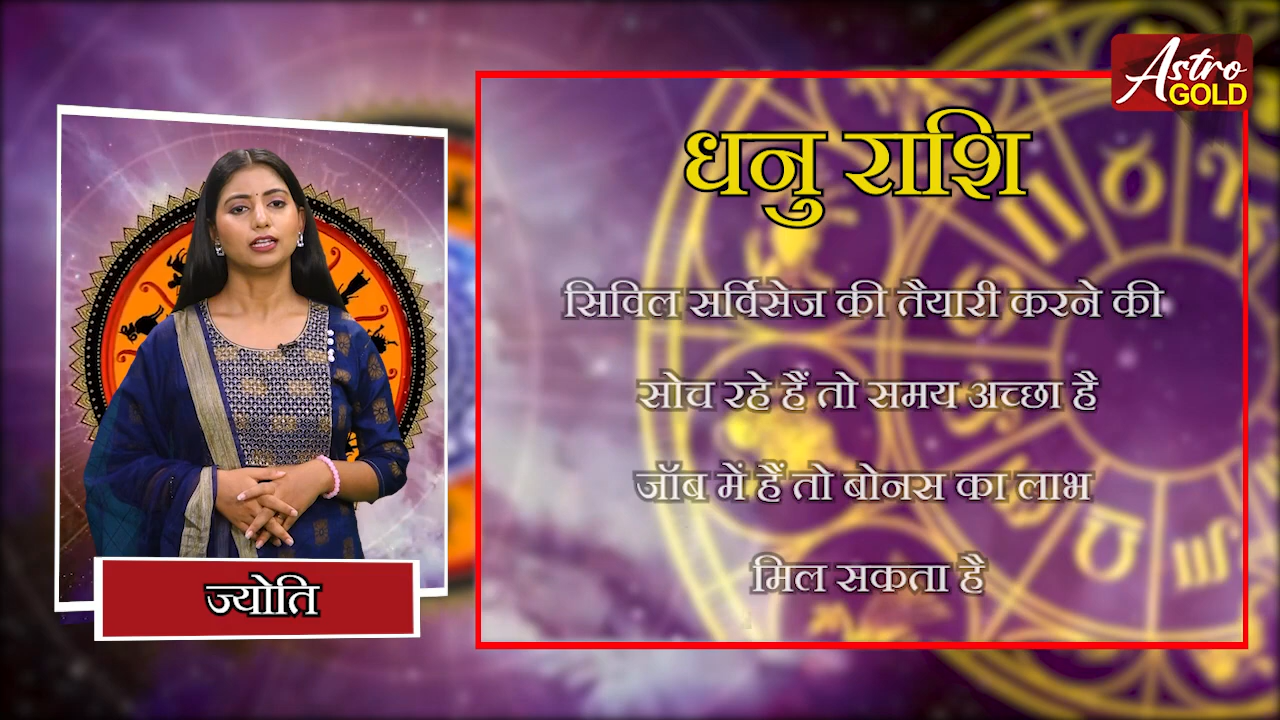 Astro
GOLD
धनु राशि
सिविल सर्विसेज की तैयारी करने की
सोच रहे हैं तो समय अच्छा है
जॉब में हैं तो बोनस का लाभ
मिल सकता है
ज्योति